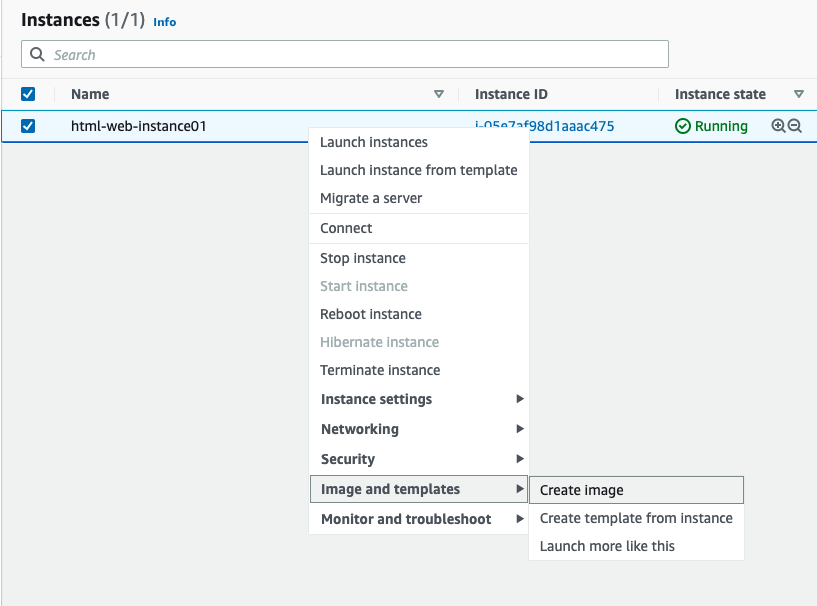 Instances (1/1) Info
Search
Name Instance ID Instance state
html-web-instance01 i-05e7af98d1aaac475 Running
Launch instances
Launch instance from template
Migrate a server
Connect
Stop instance
Start instance
Reboot instance
Hibernate instance
Terminate instance
Instance settings
Networking
Security
Image and templates Create image
Monitor and troubleshoot Create template from instance
Launch more like this